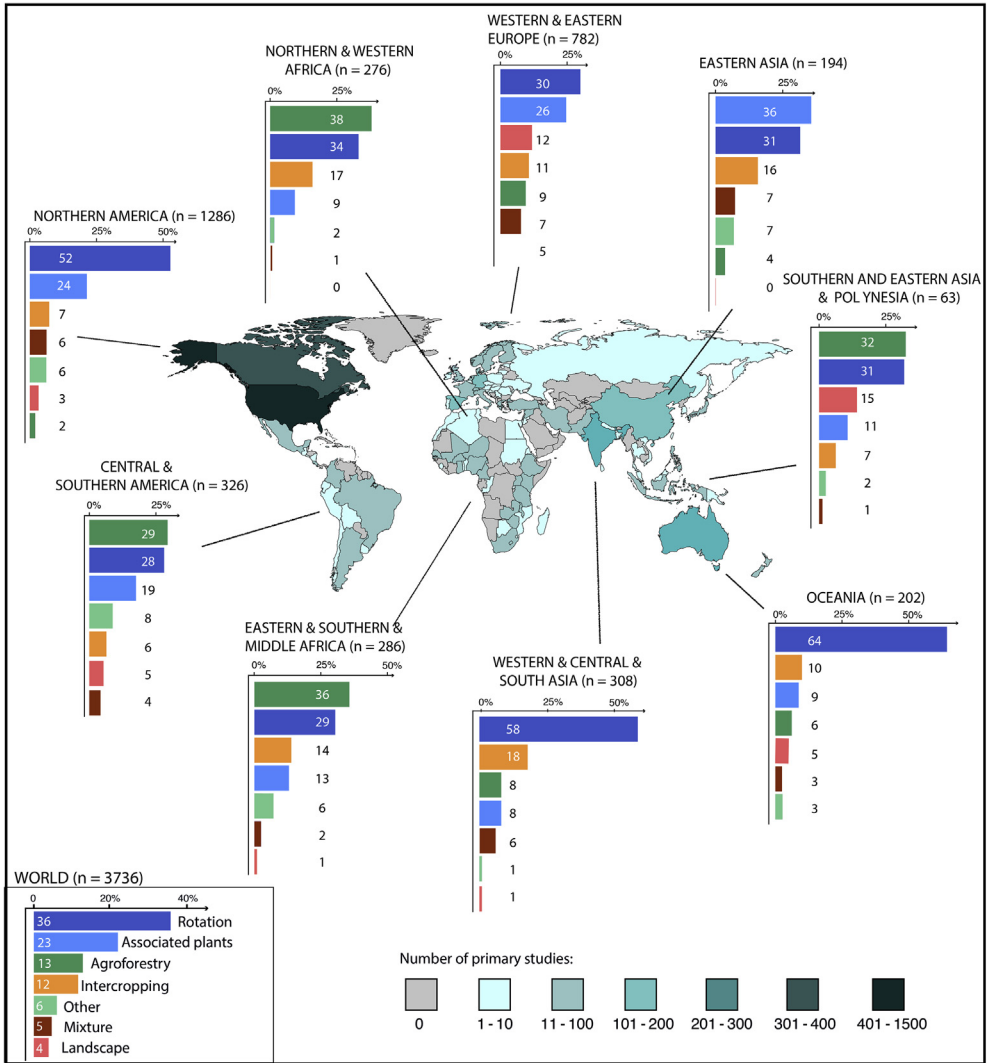 WESTERN & EASTERN
EUROPE (n = 782)
0% 25%
30
26
12
11
9
7
5
NORTHERN & WESTERN
AFRICA (n = 276)
0% 25%
38
34
17
9
2
1
0
EASTERN ASIA (n = 194)
0% 25%
36
31
16
7
7
4
0
NORTHERN AMERICA (n = 1286)
0% 25% 50%
52
24
7
6
6
3
2
SOUTHERN AND EASTERN ASIA
& POL YNESIA (n = 63)
0% 25%
32
31
15
11
7
2
1
CENTRAL &
SOUTHERN AMERICA (n = 326)
0% 25%
29
28
19
8
6
5
4
EASTERN & SOUTHERN &
MIDDLE AFRICA (n = 286)
0% 25% 50%
36
29
14
13
6
2
1
WESTERN & CENTRAL &
SOUTH ASIA (n = 308)
0% 25% 50%
58
18
8
8
6
1
1
OCEANIA (n = 202)
0% 25% 50%
64
10
9
6
5
3
3
WORLD (n = 3736)
0 20% 40%
36 Rotation
23 Associated plants
13 Agroforestry
12 Intercropping
6 Other
5 Mixture
4 Landscape
Number of primary studies:
0 1 - 10 11 - 100 101 - 200 201 - 300 301 - 400 401 - 1500